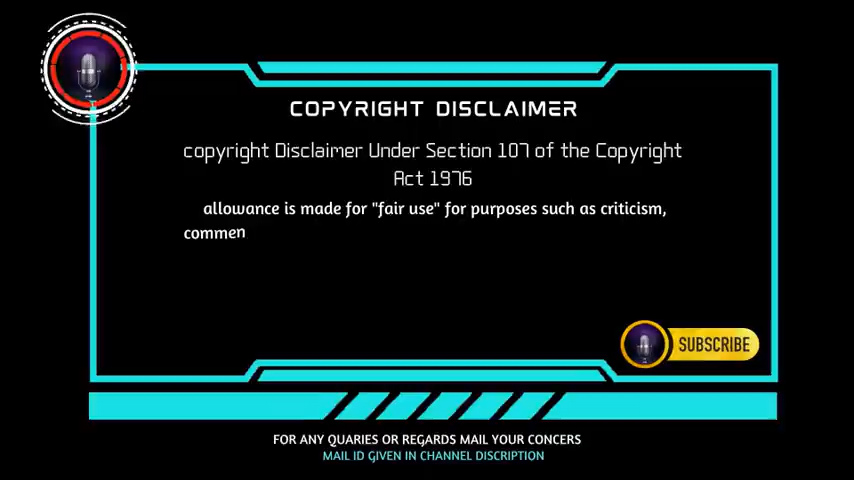 COPYRIGHT DISCLAIMER
copyright Disclaimer Under Section 107 of the Copyright
Act 1976
allowance is made for "fair use" for purposes such as criticism,
commen
SUBSCRIBE
FOR ANY QUARIES OR REGARDS MAIL YOUR CONCERS
MAIL ID GIVEN IN CHANNEL DISCRIPTION